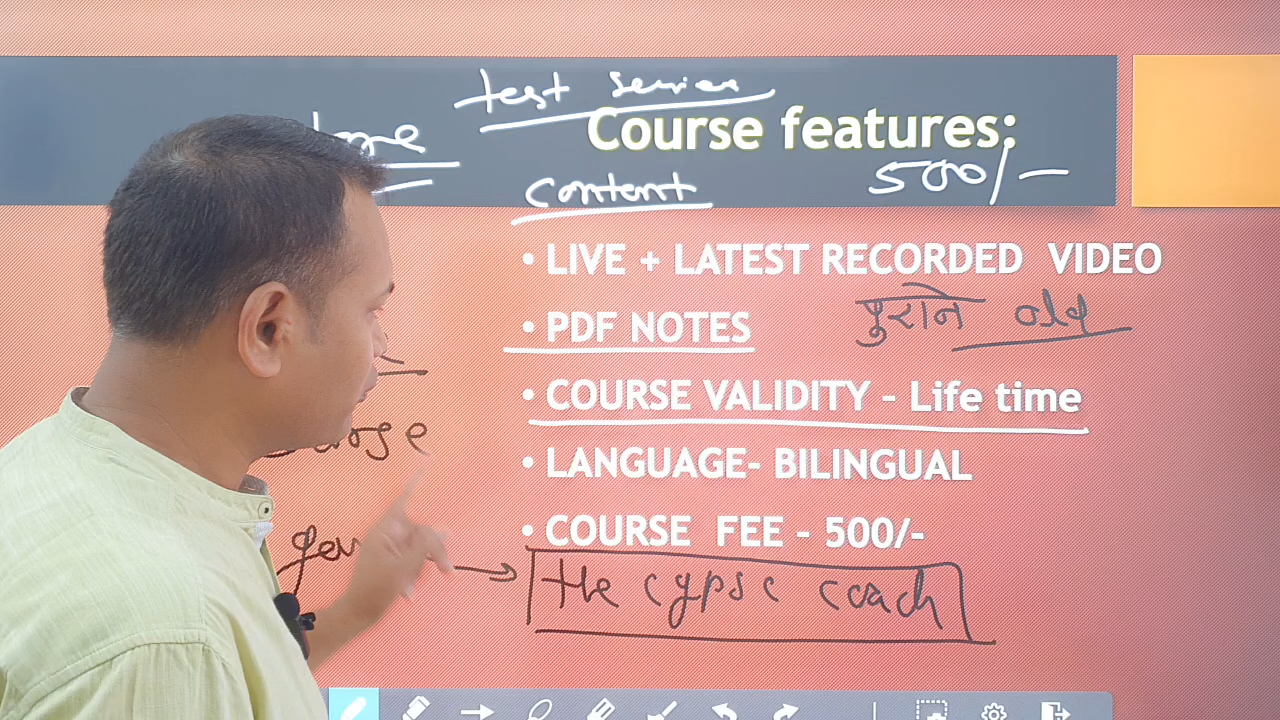 test series
Course features:
500/-
content
• LIVE + LATEST RECORDED VIDEO
पुराने old
• PDF NOTES
• COURSE VALIDITY - Life time
• LANGUAGE- BILINGUAL
• COURSE FEE - 500/-
the cgpsc coach